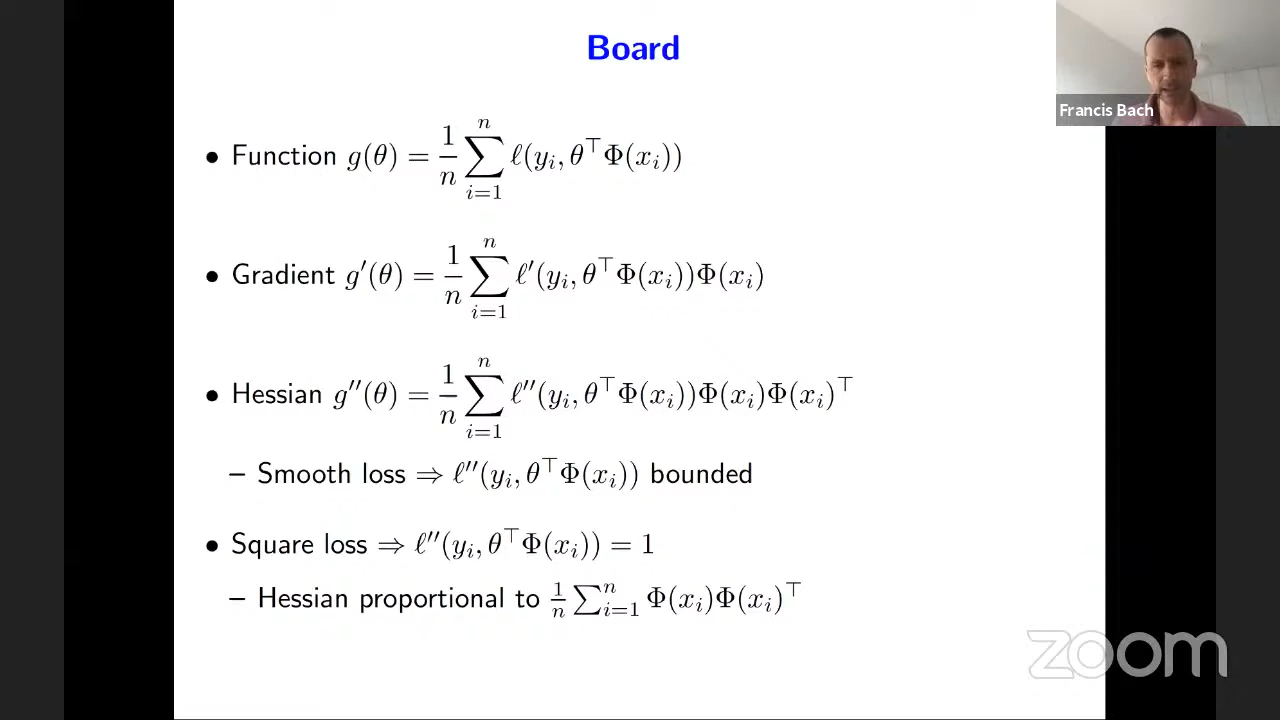 Board
Francis Bach
• Function g(θ) = 1/n ∑_{i=1}^{n} ℓ(y_i, θ^⊤Φ(x_i))
• Gradient g′(θ) = 1/n ∑_{i=1}^{n} ℓ′(y_i, θ^⊤Φ(x_i))Φ(x_i)
• Hessian g″(θ) = 1/n ∑_{i=1}^{n} ℓ″(y_i, θ^⊤Φ(x_i))Φ(x_i)Φ(x_i)^⊤
– Smooth loss ⇒ ℓ″(y_i, θ^⊤Φ(x_i)) bounded
• Square loss ⇒ ℓ″(y_i, θ^⊤Φ(x_i)) = 1
– Hessian proportional to 1/n ∑_{i=1}^{n} Φ(x_i)Φ(x_i)^⊤
zoom